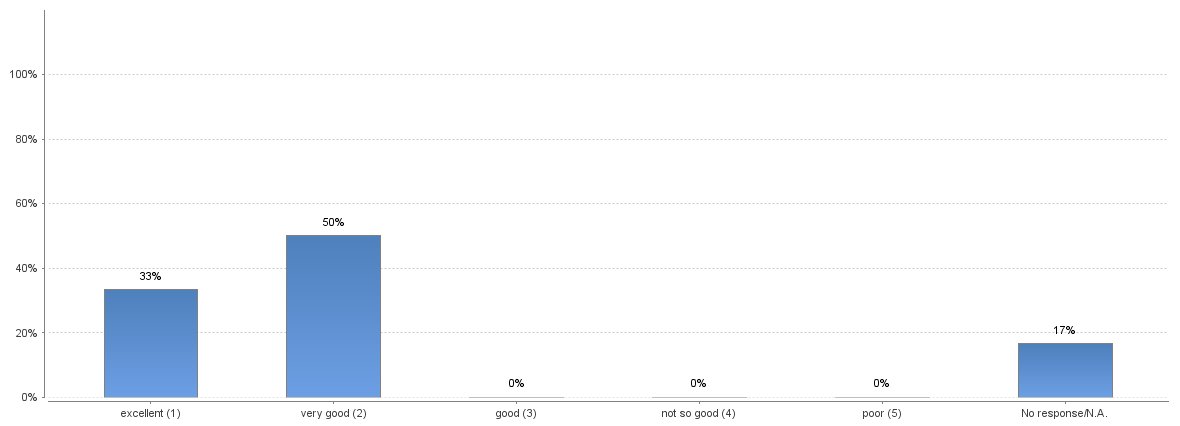 100%
80%
60%
40%
20%
0%
33%
50%
0%
0%
0%
17%
excellent (1)
very good (2)
good (3)
not so good (4)
poor (5)
No response/N.A.